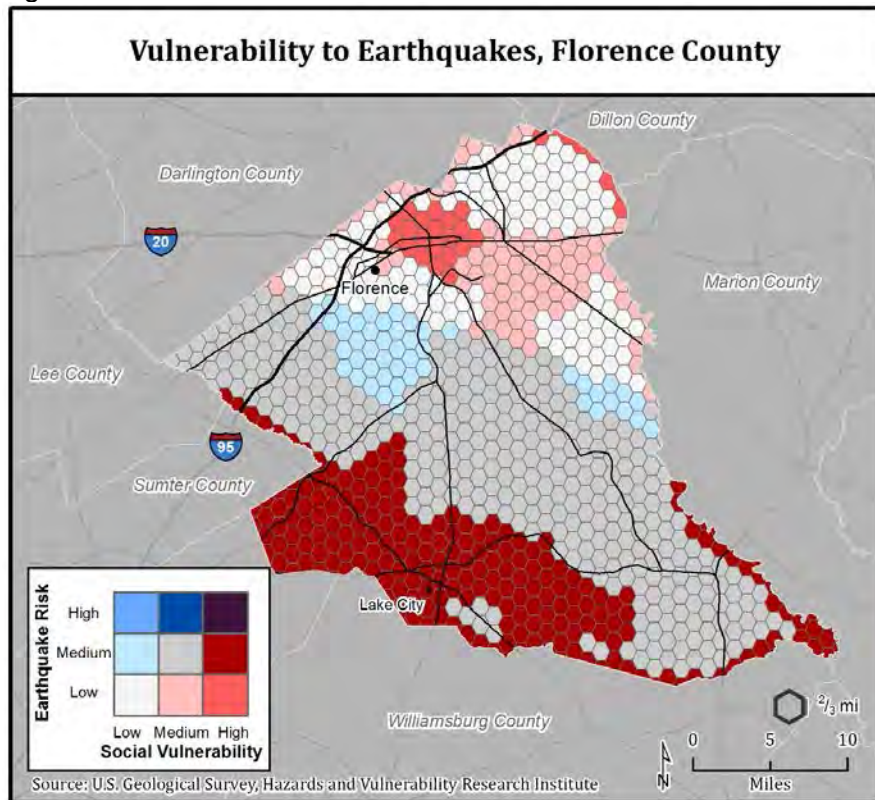 Vulnerability to Earthquakes, Florence County
Dillon County
Darlington County
20
Florence
Marion County
Lee County
95
Sumter County
Lake City
Williamsburg County
Earthquake Risk
High
Medium
Low
Low Medium High
Social Vulnerability
2/3 mi
0 5 10
Miles
N
Source: U.S. Geological Survey, Hazards and Vulnerability Research Institute